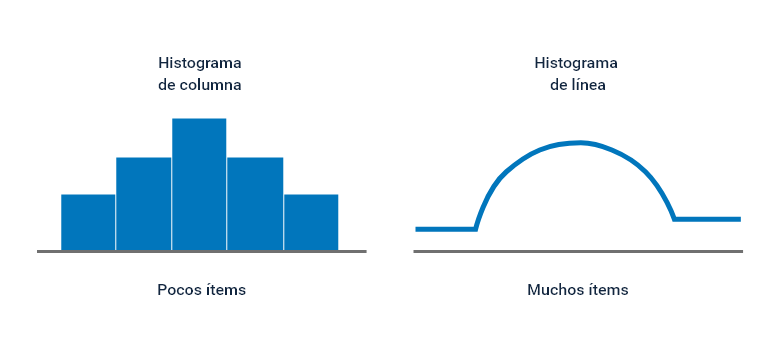 Histograma
de columna
Histograma
de línea
Pocos ítems
Muchos ítems